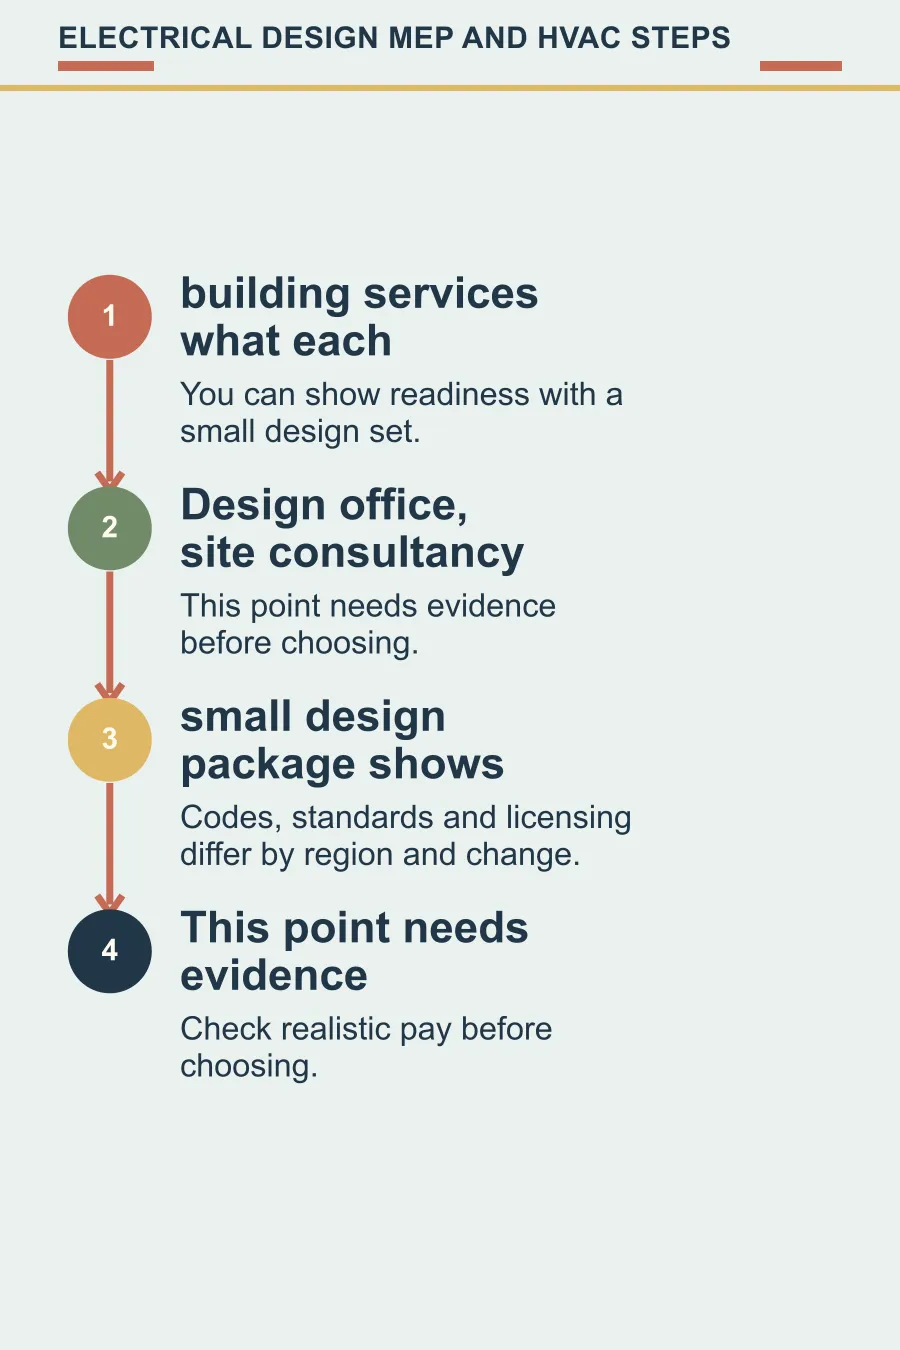 ELECTRICAL DESIGN MEP AND HVAC STEPS
1
building services
what each
You can show readiness with a
small design set.
2
Design office,
site consultancy
This point needs evidence
before choosing.
3
small design
package shows
Codes, standards and licensing
differ by region and change.
4
This point needs
evidence
Check realistic pay before
choosing.